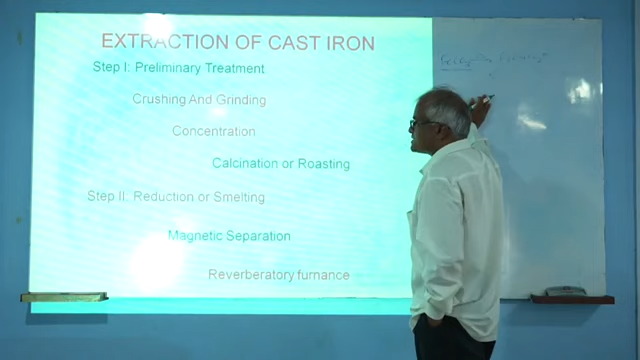 EXTRACTION OF CAST IRON
Step I: Preliminary Treatment
Crushing And Grinding
Concentration
Calcination or Roasting
Step II: Reduction or Smelting
Magnetic Separation
Reverberatory furnance